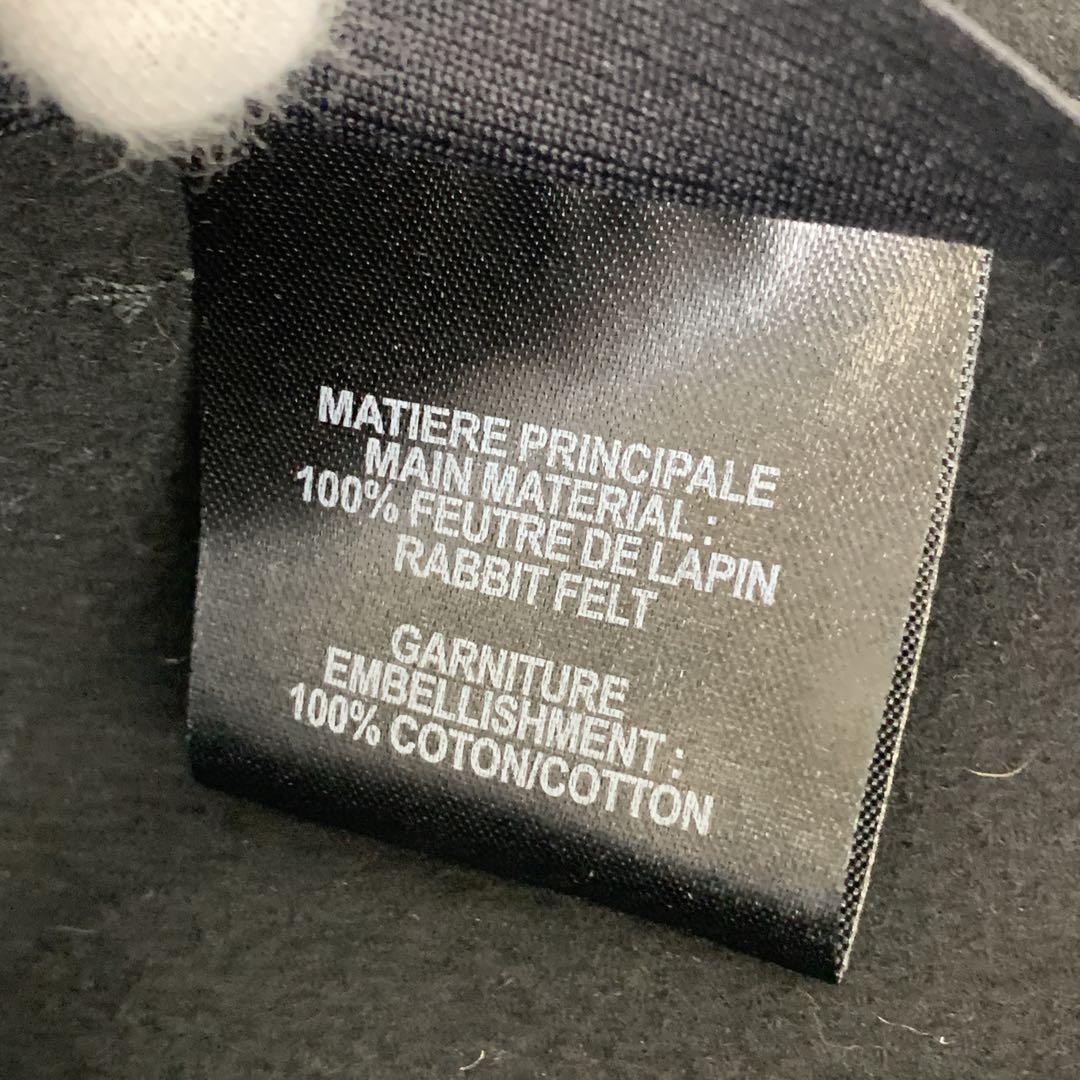 MATIERE PRINCIPALE
MAIN MATERIAL :
100% FEUTRE DE LAPIN
RABBIT FELT
GARNITURE
EMBELLISHMENT :
100% COTON/COTTON